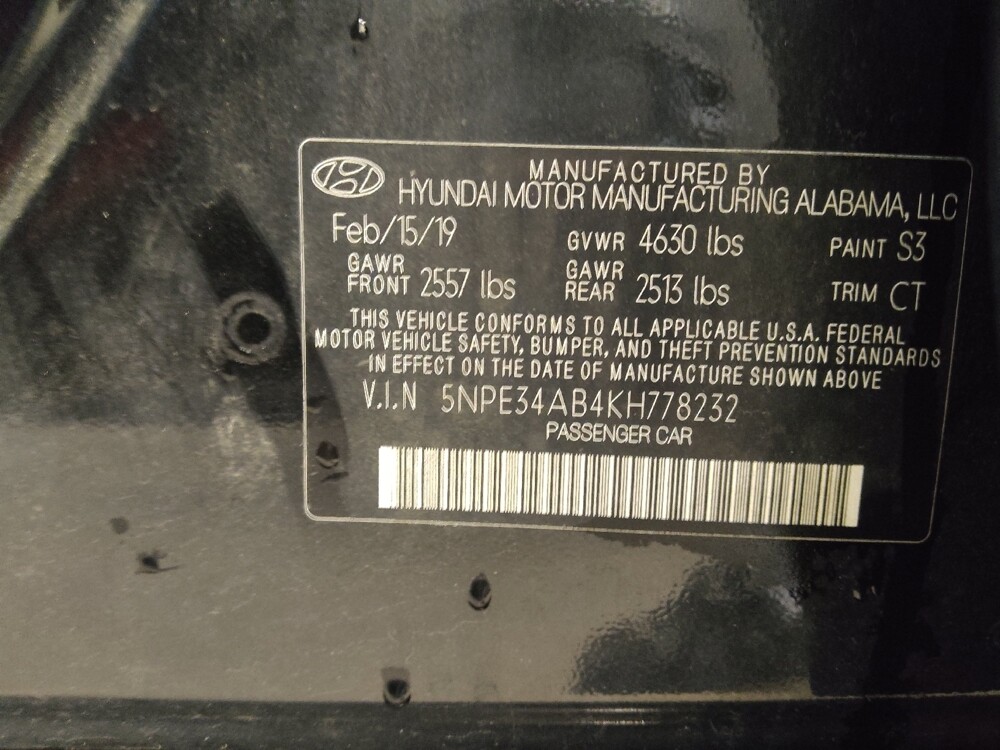 MANUFACTURED BY
HYUNDAI MOTOR MANUFACTURING ALABAMA, LLC
Feb/15/19 GVWR 4630 lbs PAINT S3
GAWR FRONT 2557 lbs GAWR REAR 2513 lbs TRIM CT
THIS VEHICLE CONFORMS TO ALL APPLICABLE U.S.A. FEDERAL
MOTOR VEHICLE SAFETY, BUMPER, AND THEFT PREVENTION STANDARDS
IN EFFECT ON THE DATE OF MANUFACTURE SHOWN ABOVE
V.I.N 5NPE34AB4KH778232
PASSENGER CAR